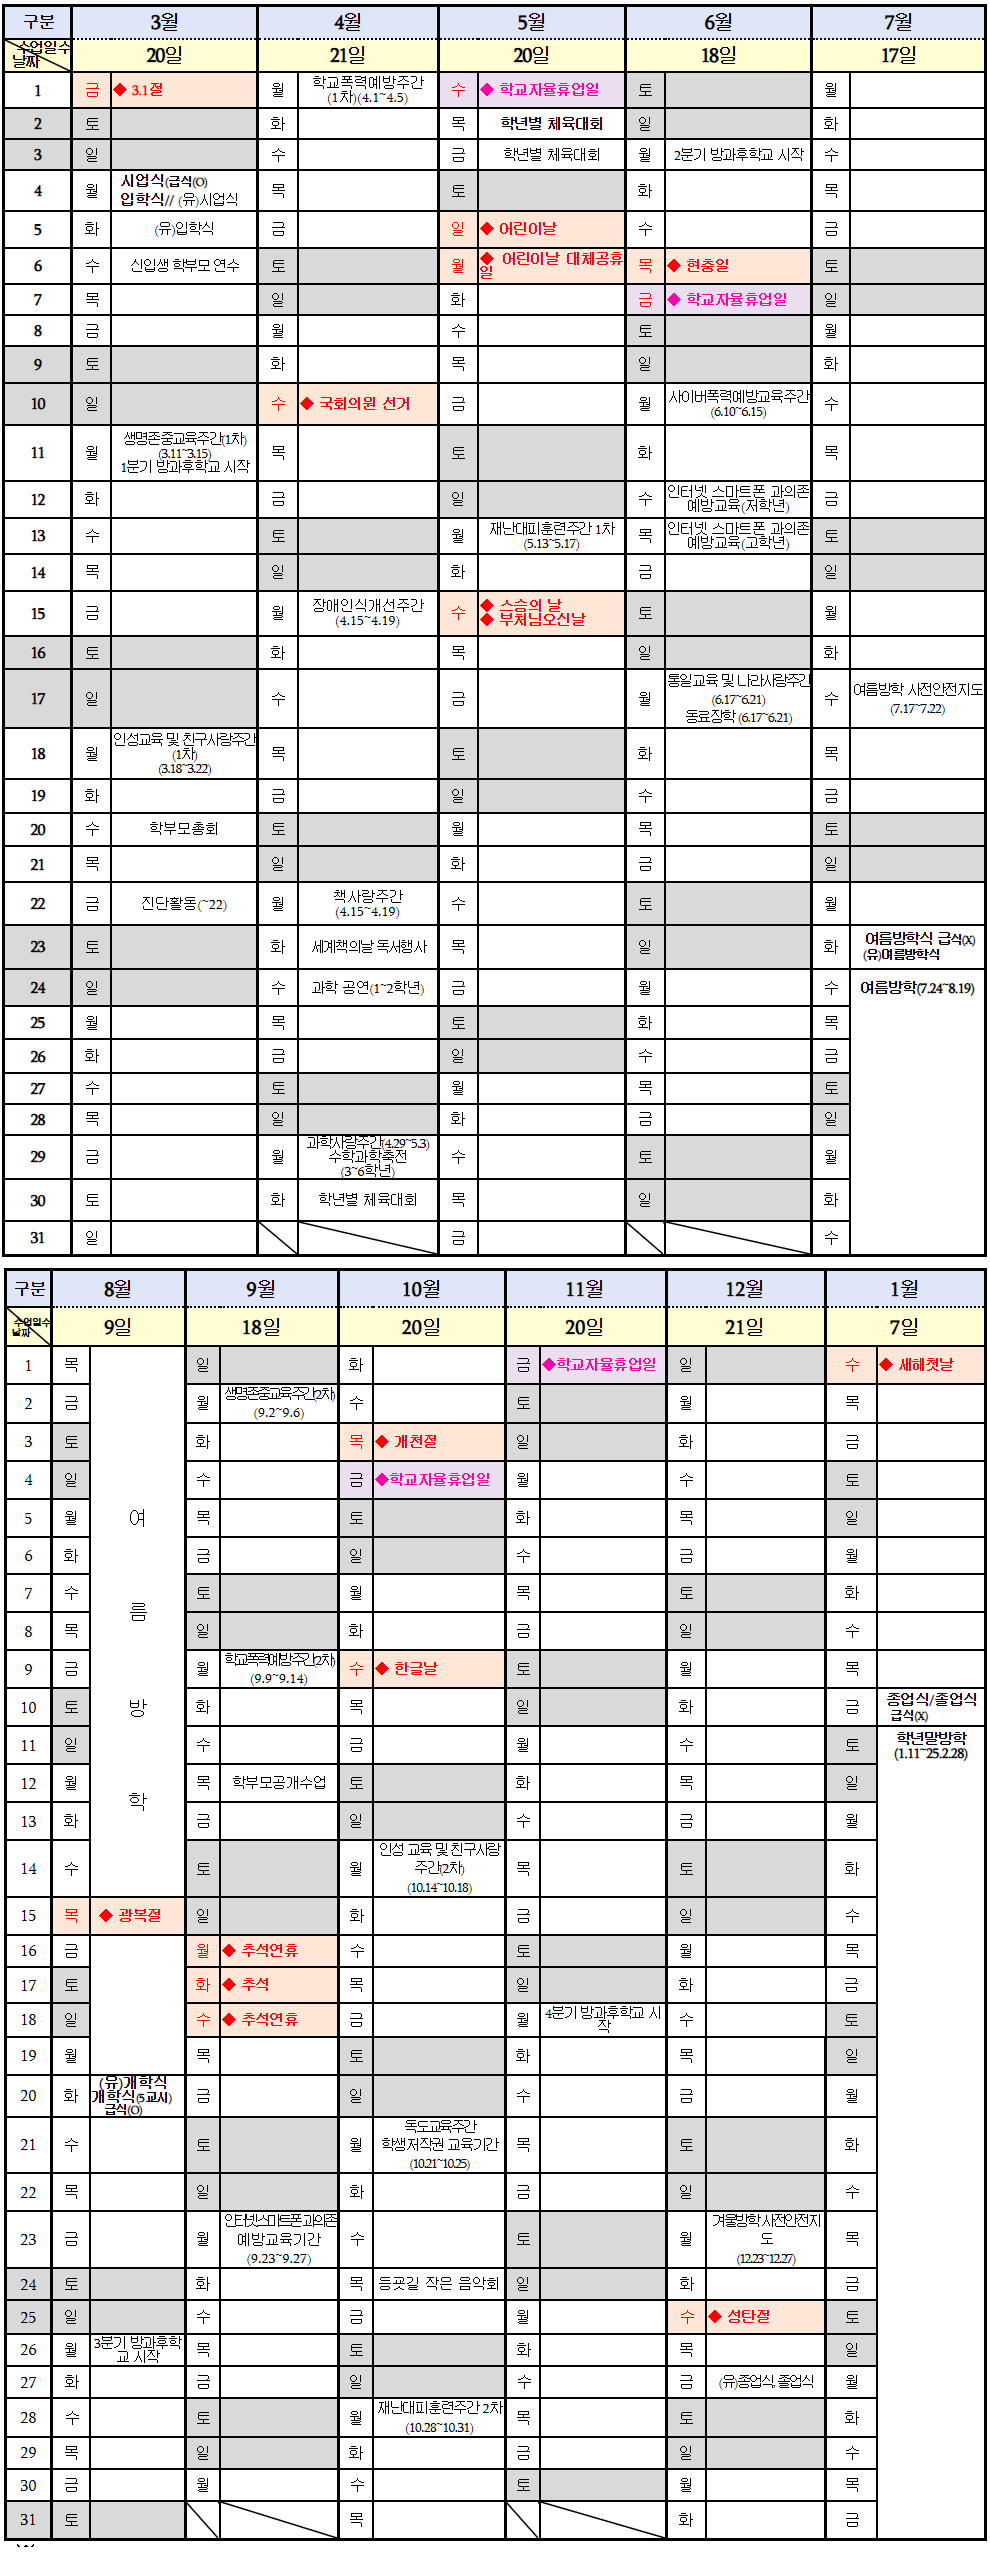 구분 3월 4월 5월 6월 7월
수업일수 날짜 20일 21일 20일 18일 17일
1 금 ◆ 3.1절 월 학교폭력예방주간 (1차)(4.1~4.5) 수 ◆ 학교자율휴업일 토 월
2 토 화 목 학년별 체육대회 일 화
3 일 수 금 학년별 체육대회 월 2분기 방과후학교 시작 수
4 월 시업식(급식(O) 입학식// (유)시업식 목 토 화 목
5 화 (유)입학식 금 일 ◆ 어린이날 수 금
6 수 신입생 학부모 연수 토 월 ◆ 어린이날 대체공휴일 목 ◆ 현충일 토
7 목 일 화 금 ◆ 학교자율휴업일 일
8 금 월 수 토 월
9 토 화 목 일 화
10 일 수 ◆ 국회의원 선거 금 월 사이버폭력예방교육주간 (6.10~6.15) 수
11 월 생명존중교육주간(1차) (3.11~3.15) 1분기 방과후학교 시작 목 토 화 목
12 화 금 일 수 인터넷 스마트폰 과의존 예방교육(저학년) 금
13 수 토 월 재난대피훈련주간 1차 (5.13~5.17) 목 인터넷 스마트폰 과의존 예방교육(고학년) 토
14 목 일 화 금 일
15 금 월 장애인식개선주간 (4.15~4.19) 수 ◆ 스승의 날 ◆ 부처님오신날 토 월
16 토 화 목 일 화
17 일 수 금 월 통일교육 및 나라사랑주간 (6.17~6.21) 동료장학 (6.17~6.21) 수 여름방학 사전안전지도 (7.17~7.22)
18 월 인성교육 및 친구사랑주간 (1차) (3.18~3.22) 목 토 화 목
19 화 금 일 수 금
20 수 학부모총회 토 월 목 토
21 목 일 화 금 일
22 금 진단활동(~22) 월 책사랑주간 (4.15~4.19) 수 토 월
23 토 화 세계책의날 독서행사 목 일 화 여름방학식 급식(X) (유)여름방학식
24 일 수 과학 공연(1~2학년) 금 월 수 여름방학(7.24~8.19)
25 월 목 토 화 목
26 화 금 일 수 금
27 수 토 월 목 토
28 목 일 화 금 일
29 금 월 과학사랑주간(4.29~5.3) 수학과학축전 (3~6학년) 수 토 월
30 토 화 학년별 체육대회 목 일 화
31 일 금 수
구분 8월 9월 10월 11월 12월 1월
수업일수 날짜 9일 18일 20일 20일 21일 7일
1 목 일 화 금 ◆학교자율휴업일 일 수 ◆ 새해첫날
2 금 월 생명존중교육주간(2차) (9.2~9.6) 수 토 월 목
3 토 화 목 ◆ 개천절 일 화 금
4 일 수 금 ◆학교자율휴업일 월 수 토
5 월 여 목 토 화 목 일
6 화 금 일 수 금 월
7 수 름 토 월 목 토 화
8 목 일 화 금 일 수
9 금 월 학교폭력예방주간(2차) (9.9~9.14) 수 ◆ 한글날 토 월 목
10 토 방 화 목 일 화 금 종업식/졸업식 급식(X)
11 일 수 금 월 수 토 학년말방학 (1.11~25.2.28)
12 월 학 목 학부모공개수업 토 화 목 일
13 화 금 일 수 금 월
14 수 토 월 인성 교육 및 친구사랑 주간(2차) (10.14~10.18) 목 토 화
15 목 ◆ 광복절 일 화 금 일 수
16 금 월 ◆ 추석연휴 수 토 월 목
17 토 화 ◆ 추석 목 일 화 금
18 일 수 ◆ 추석연휴 금 월 4분기 방과후학교 시작 수 토
19 월 목 토 화 목 일
20 화 (유)개학식 개학식(5교시) 급식(O) 금 일 수 금 월
21 수 토 월 독도교육주간 학생저작권 교육기간 (10.21~10.25) 목 토 화
22 목 일 화 금 일 수
23 금 월 인터넷스마트폰과의존 예방교육기간 (9.23~9.27) 수 토 월 겨울방학사전안전지도 (12.23~12.27) 목
24 토 화 목 등굣길 작은 음악회 일 화 금
25 일 수 금 월 수 ◆ 성탄절 토
26 월 3분기 방과후학교 시작 목 토 화 목 일
27 화 금 일 수 금 (유)종업식, 졸업식 월
28 수 토 월 재난대피훈련주간 2차 (10.28~10.31) 목 토 화
29 목 일 화 금 일 수
30 금 월 수 토 월 목
31 토 목 화 금